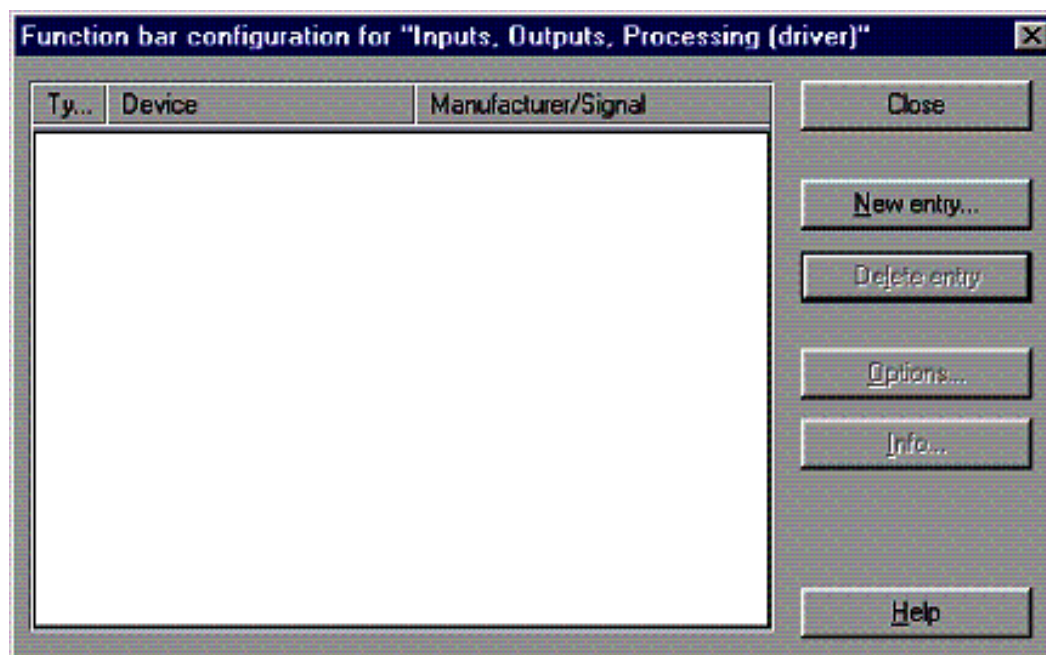 Function bar configuration for "Inputs, Outputs, Processing (driver)"
Ty... Device Manufacturer/Signal
Close
New entry...
Delete entry
Options...
Info...
Help